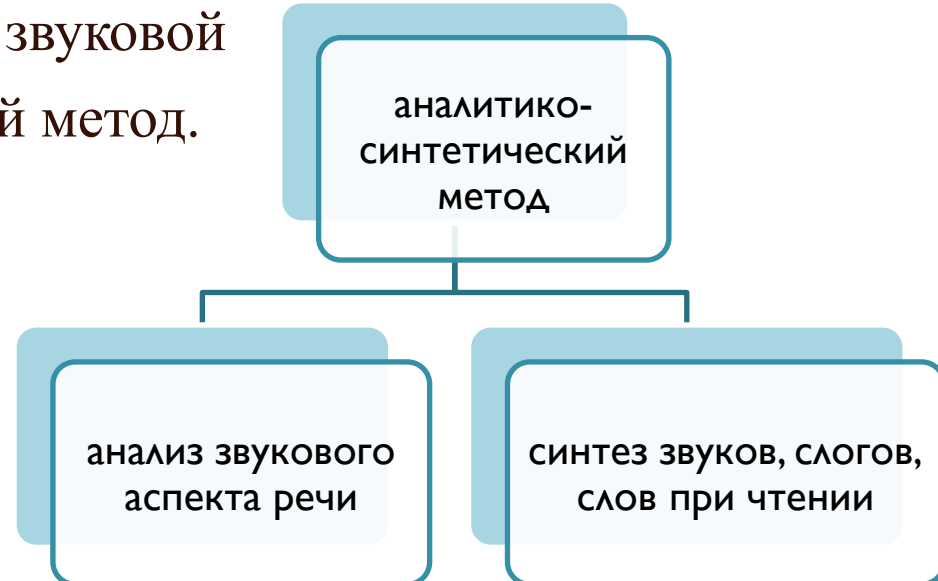 звуковой
й метод.
аналитико-
синтетический
метод
анализ звукового
аспекта речи
синтез звуков, слогов,
слов при чтении